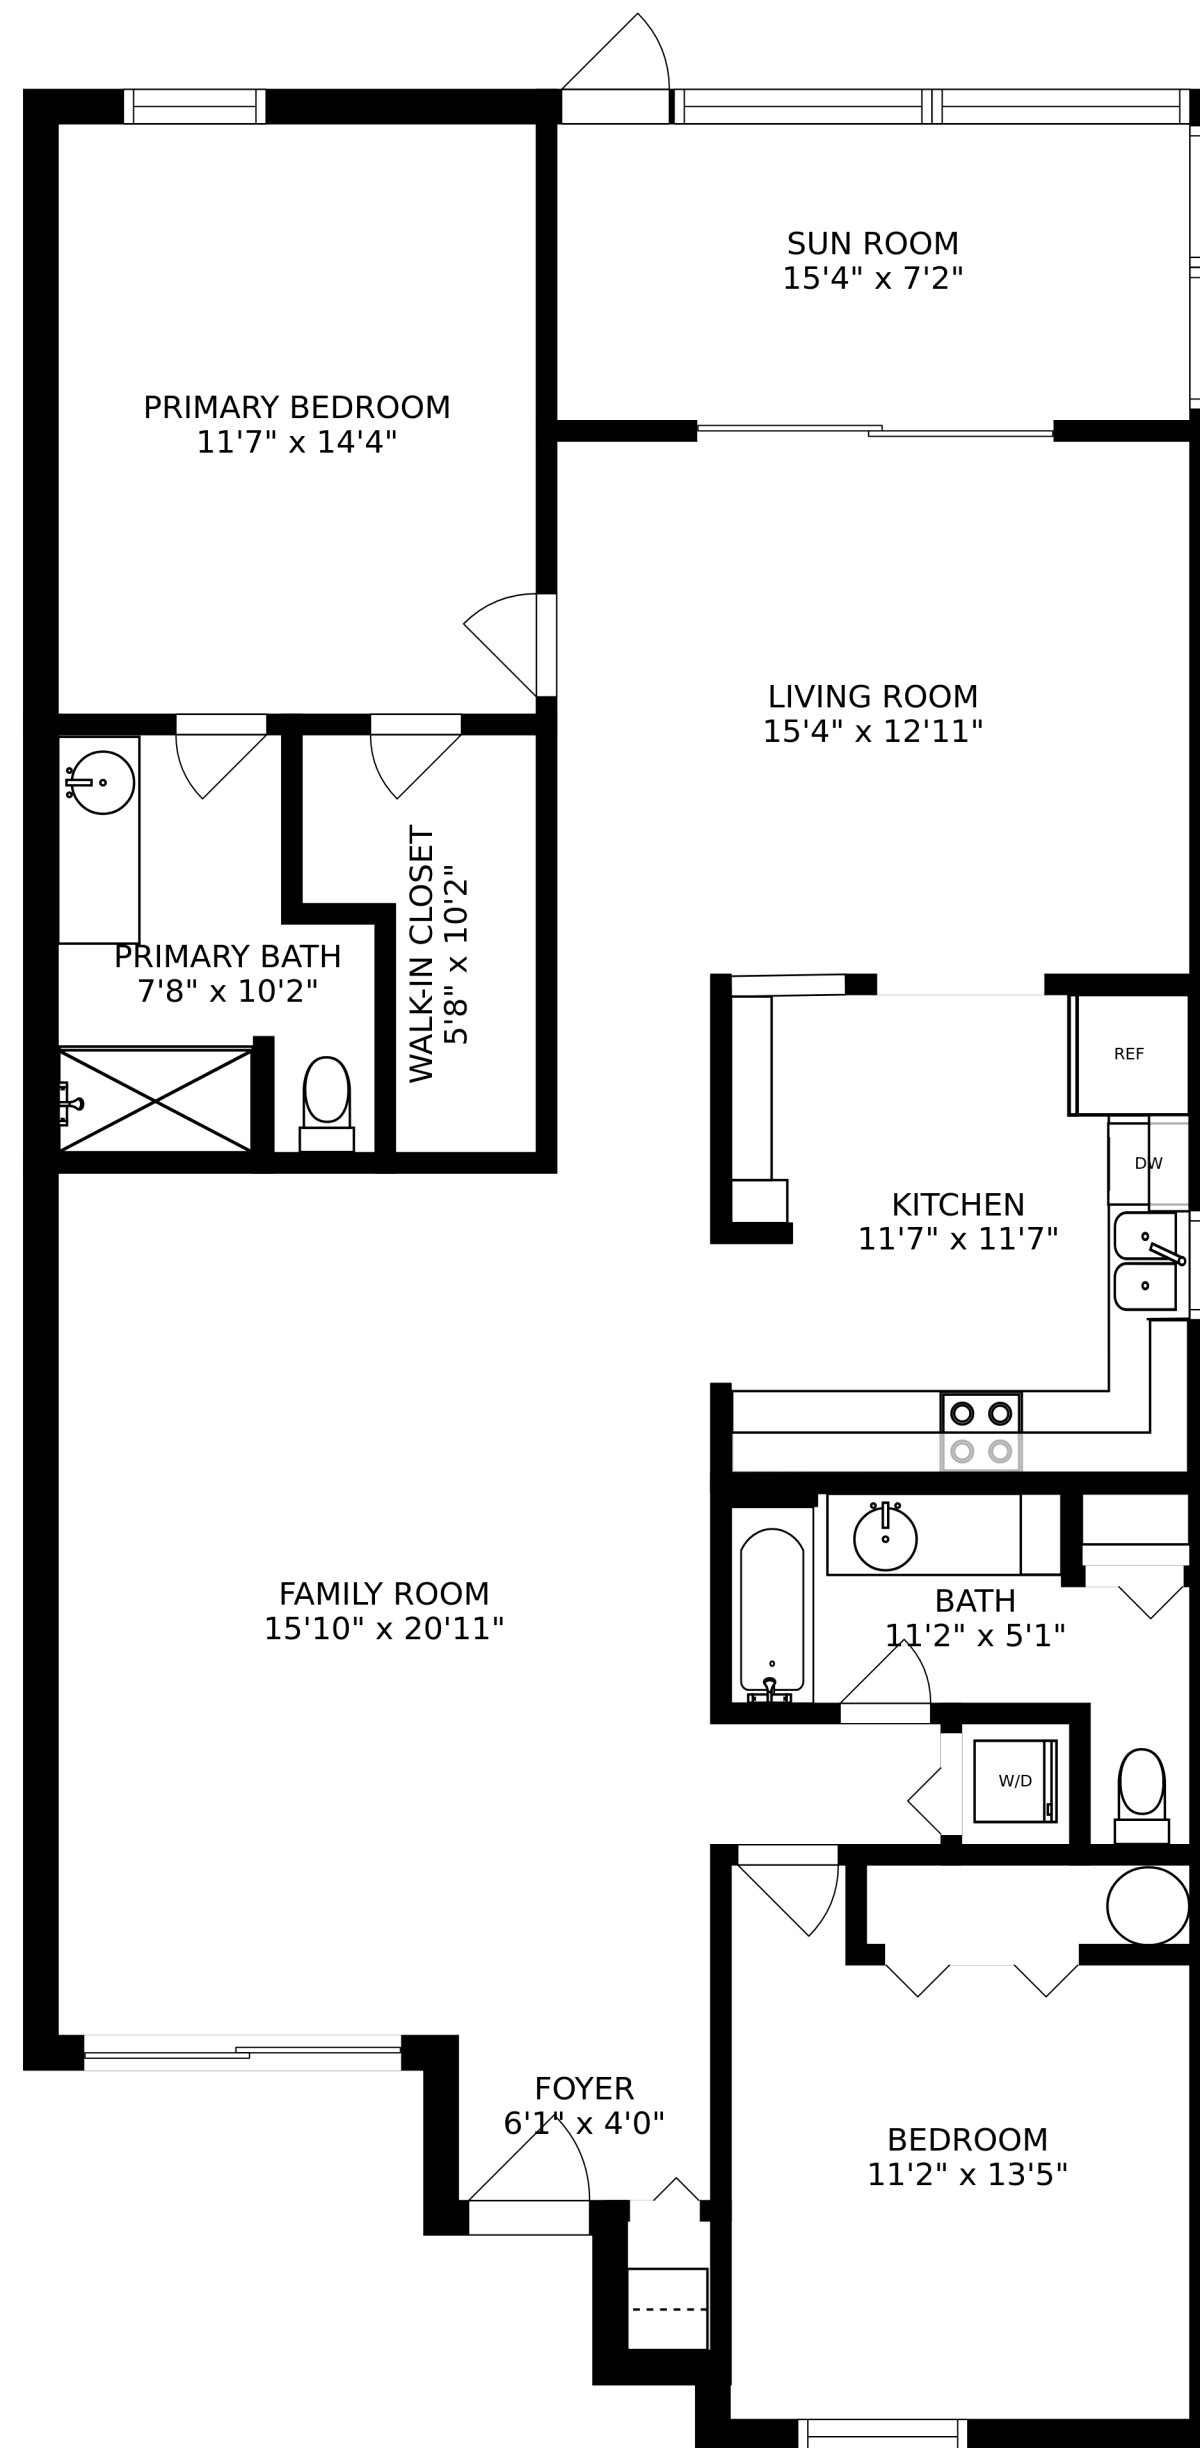 SUN ROOM
15'4" x 7'2"
PRIMARY BEDROOM
11'7" x 14'4"
LIVING ROOM
15'4" x 12'11"
WALK-IN CLOSET
5'8" x 10'2"
PRIMARY BATH
7'8" x 10'2"
REF
DW
KITCHEN
11'7" x 11'7"
FAMILY ROOM
15'10" x 20'11"
BATH
11'2" x 5'1"
W/D
FOYER
6'1" x 4'0"
BEDROOM
11'2" x 13'5"